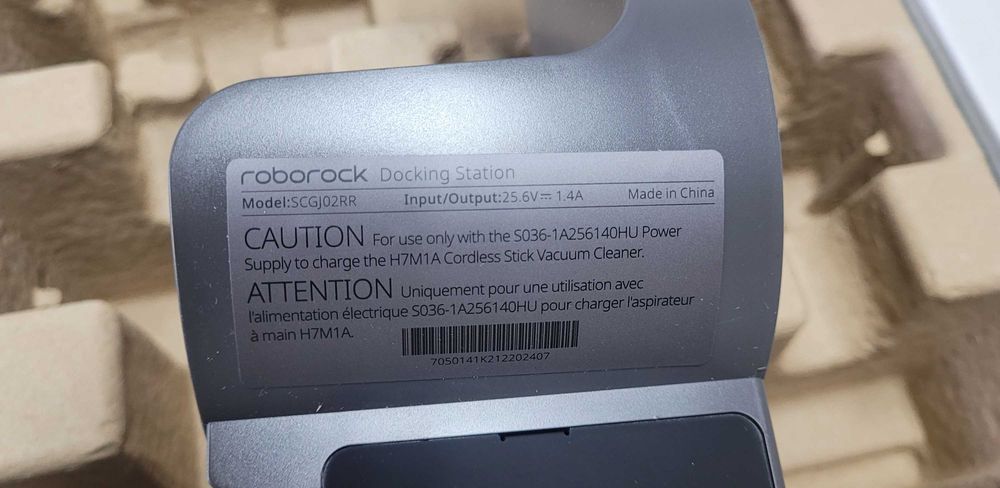 roborock Docking Station
Model:SCGJ02RR Input/Output:25.6V⎓ 1.4A Made in China
CAUTION For use only with the S036-1A256140HU Power
Supply to charge the H7M1A Cordless Stick Vacuum Cleaner.
ATTENTION Uniquement pour une utilisation avec
l'alimentation électrique S036-1A256140HU pour charger l'aspirateur
à main H7M1A.
7050141K212202407